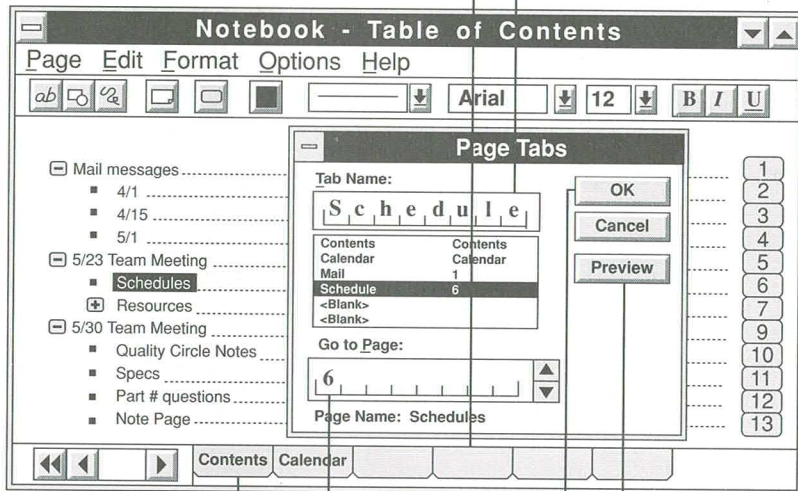 Notebook - Table of Contents
Page Edit Format Options Help
ab Arial 12 B I U
Mail messages 1
4/1 2
4/15 3
5/1 4
5/23 Team Meeting 5
Schedules 6
Resources 7
5/30 Team Meeting 9
Quality Circle Notes 10
Specs 11
Part # questions 12
Note Page 13
Page Tabs
Tab Name:
Schedule
Contents Contents
Calendar Calendar
Mail 1
Schedule 6
<Blank>
<Blank>
Go to Page:
6
Page Name: Schedules
OK
Cancel
Preview
Contents Calendar